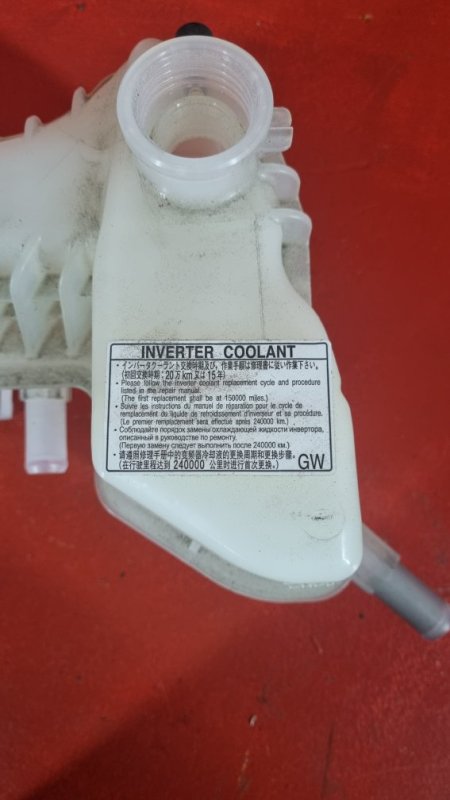 INVERTER COOLANT
・インバータクーラント交換時期及び、作業手順は修理書に従い作業下さい。
(初回交換時期：20万km又は15年)
・Please follow the inverter coolant replacement cycle and procedure
listed in the repair manual.
(The first replacement shall be at 150000 miles.)
・Suivre les instructions du manuel de réparation pour le cycle de
remplacement du liquide de refroidissement d'inverseur et sa procédure.
(Le premier remplacement sera effectué après 240000 km.)
・Соблюдайте порядок замены охлаждающей жидкости инвертора,
описанный в руководстве по ремонту.
(Первую замену следует выполнить после 240000 км.)
・请遵照修理手册中的变频器冷却液的更换周期和更换步骤。
(在行驶里程达到 240000 公里时进行首次更换。) GW